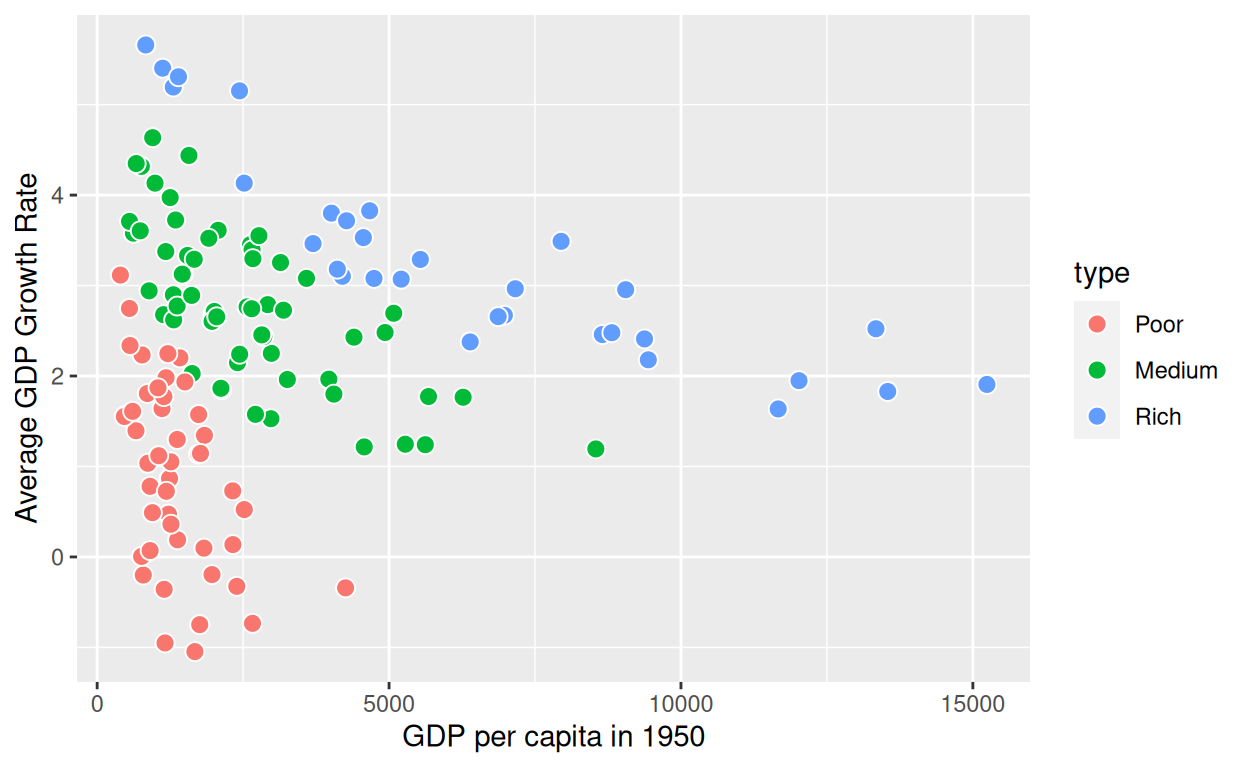 Average GDP Growth Rate
4
2
0
0 5000 10000 15000
GDP per capita in 1950
type
Poor
Medium
Rich